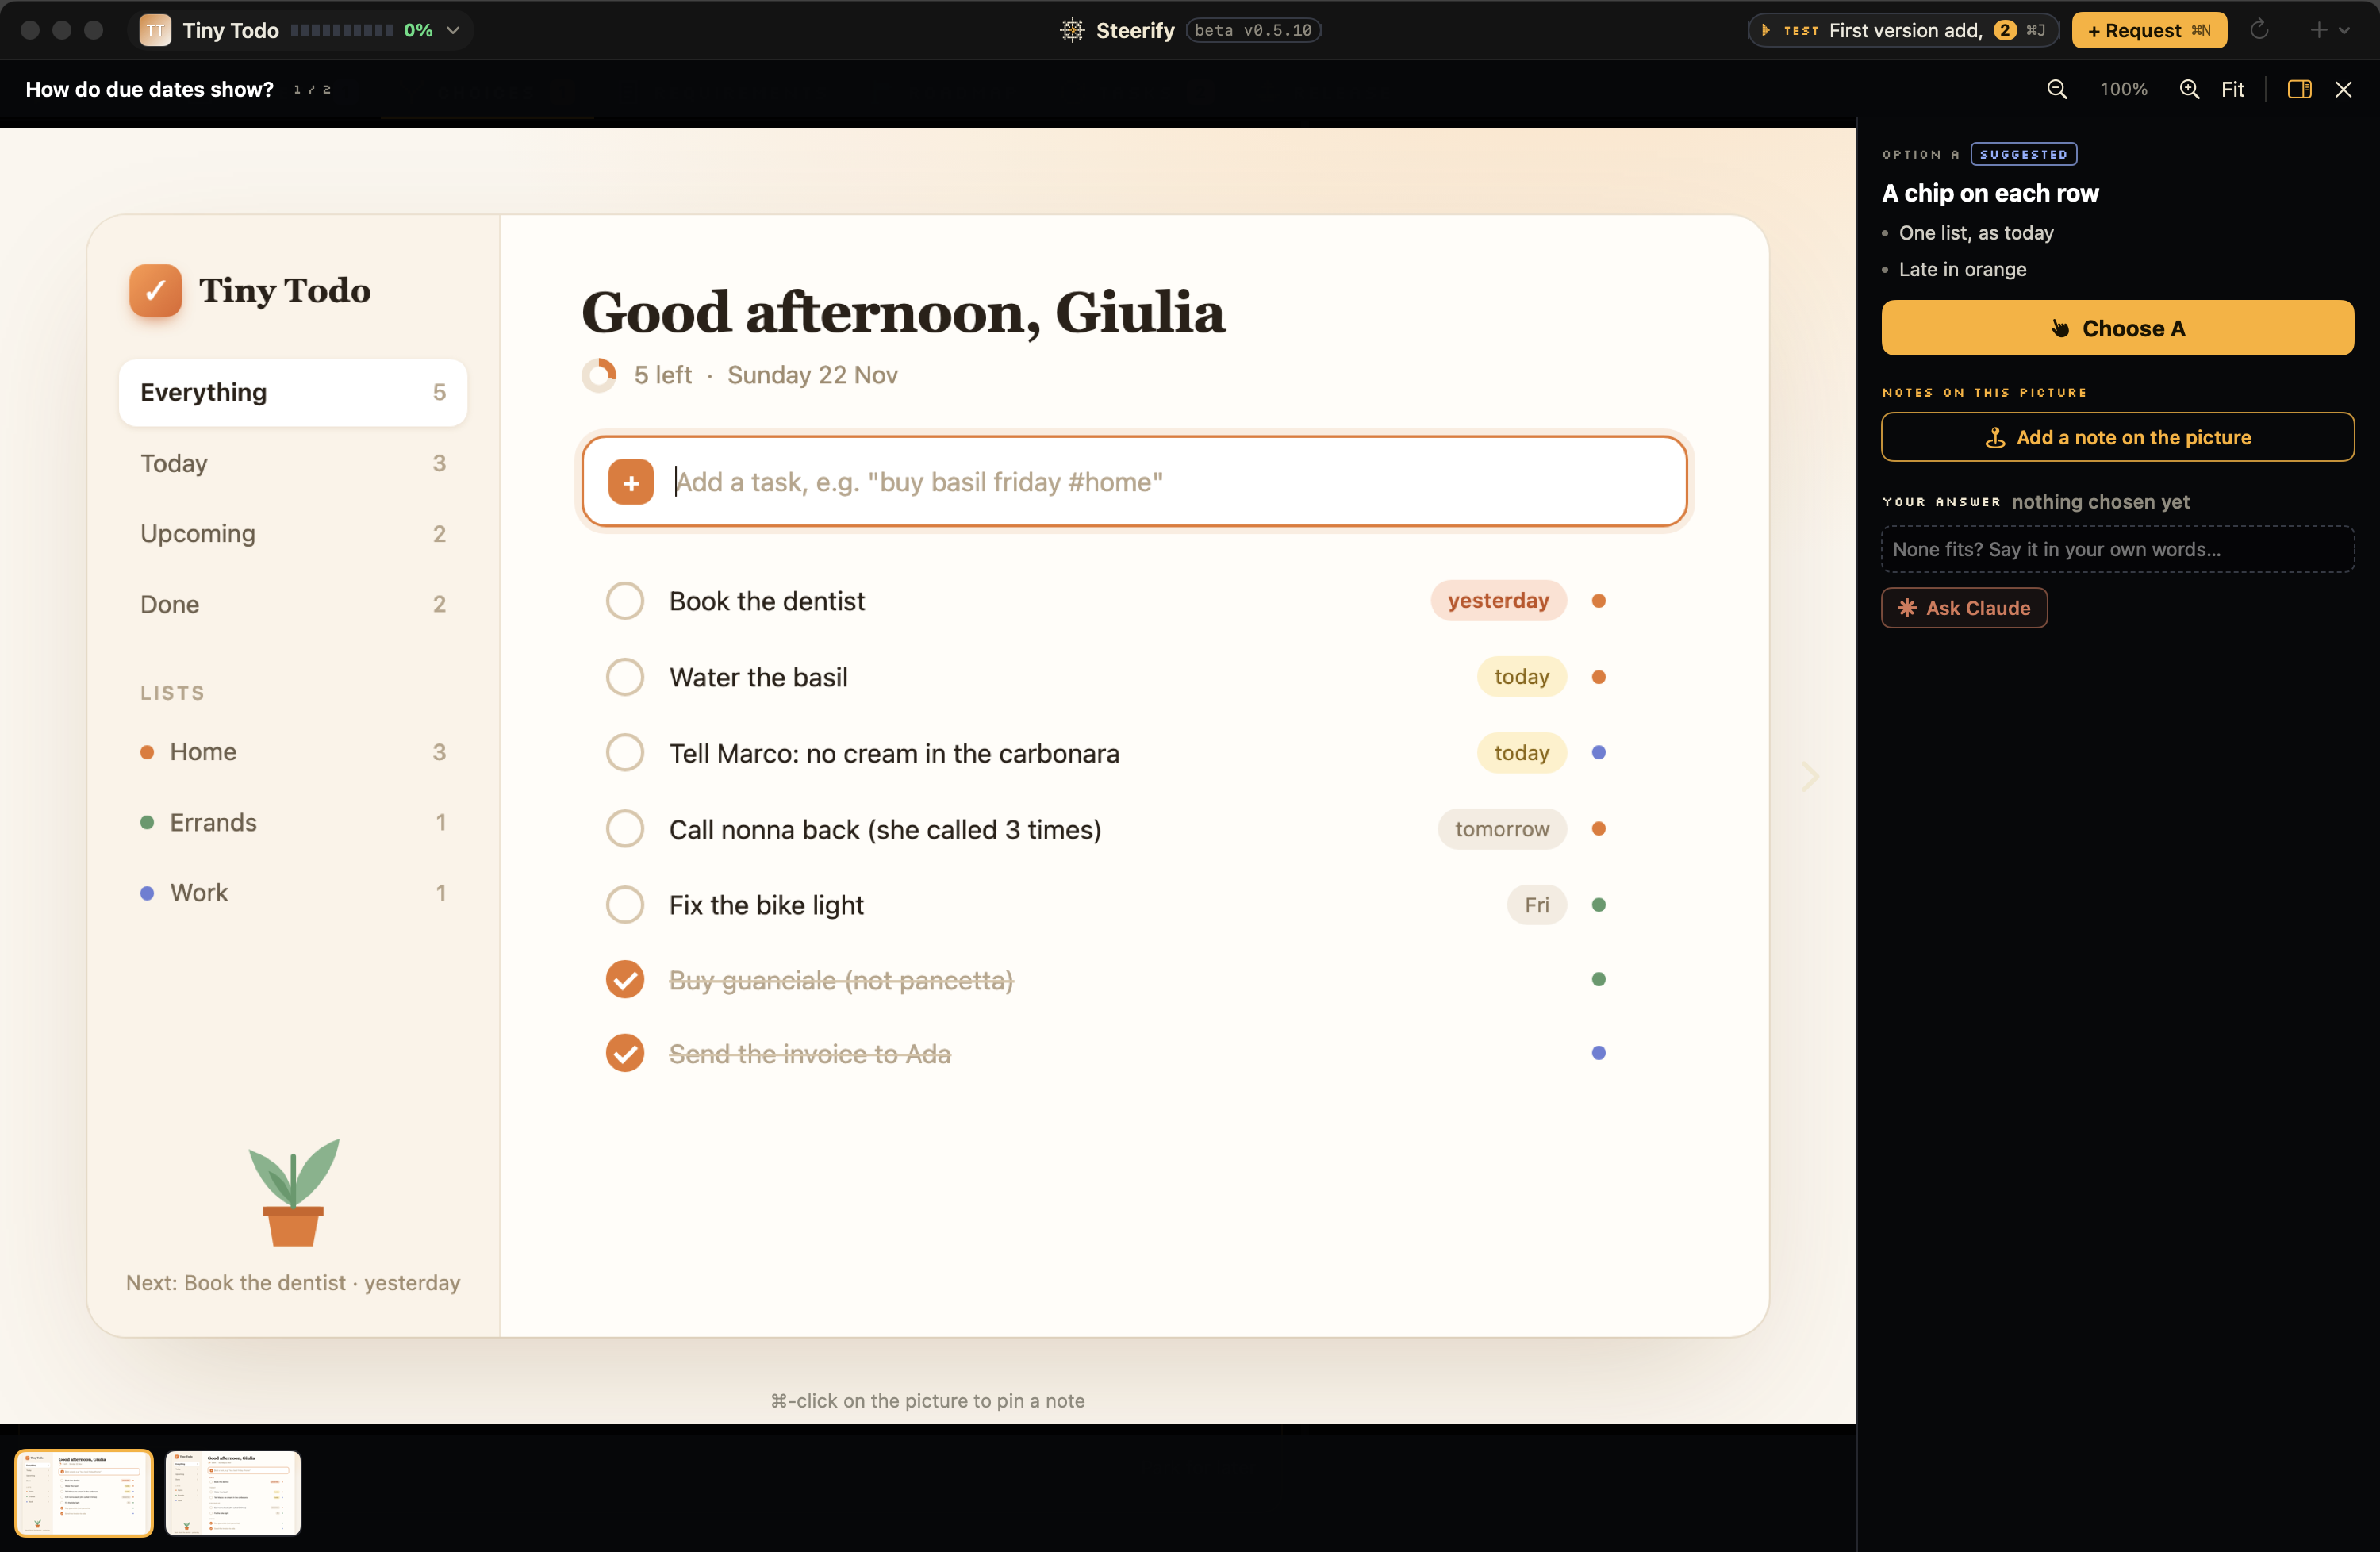 TT Tiny Todo 0%
Steerify beta v0.5.10
TEST First version add, 2 ⌘J
+ Request ⌘N
How do due dates show? 1 / 2
100% Fit
Tiny Todo
Everything 5
Today 3
Upcoming 2
Done 2
LISTS
Home 3
Errands 1
Work 1
Next: Book the dentist · yesterday
Good afternoon, Giulia
5 left · Sunday 22 Nov
Add a task, e.g. "buy basil friday #home"
Book the dentist yesterday
Water the basil today
Tell Marco: no cream in the carbonara today
Call nonna back (she called 3 times) tomorrow
Fix the bike light Fri
Buy guanciale (not pancetta)
Send the invoice to Ada
⌘-click on the picture to pin a note
OPTION A SUGGESTED
A chip on each row
• One list, as today
• Late in orange
Choose A
NOTES ON THIS PICTURE
Add a note on the picture
YOUR ANSWER nothing chosen yet
None fits? Say it in your own words...
Ask Claude
Good afternoon, Giulia
Good afternoon, Giulia